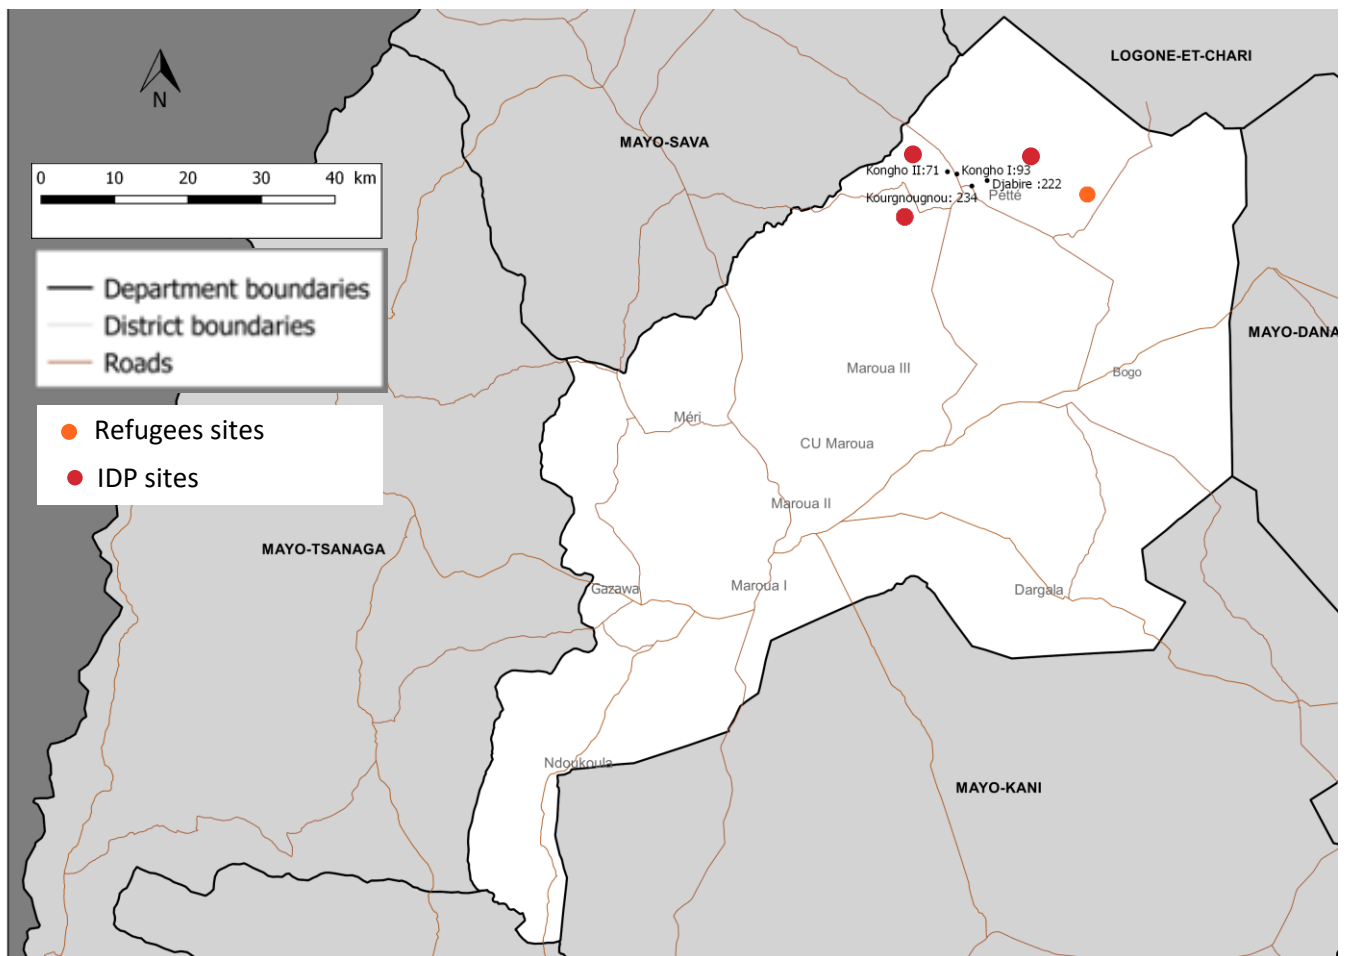 LOGONE-ET-CHARI
N
MAYO-SAVA
0 10 20 30 40 km
Kongho II:71
Kongho I:93
Djabire :222
Kourgnougnou: 234
Pétté
Department boundaries
District boundaries
Roads
MAYO-DANA
Maroua III
Bogo
Méri
Refugees sites
CU Maroua
IDP sites
Maroua II
MAYO-TSANAGA
Gazawa
Maroua I
Dargala
Ndoukoula
MAYO-KANI